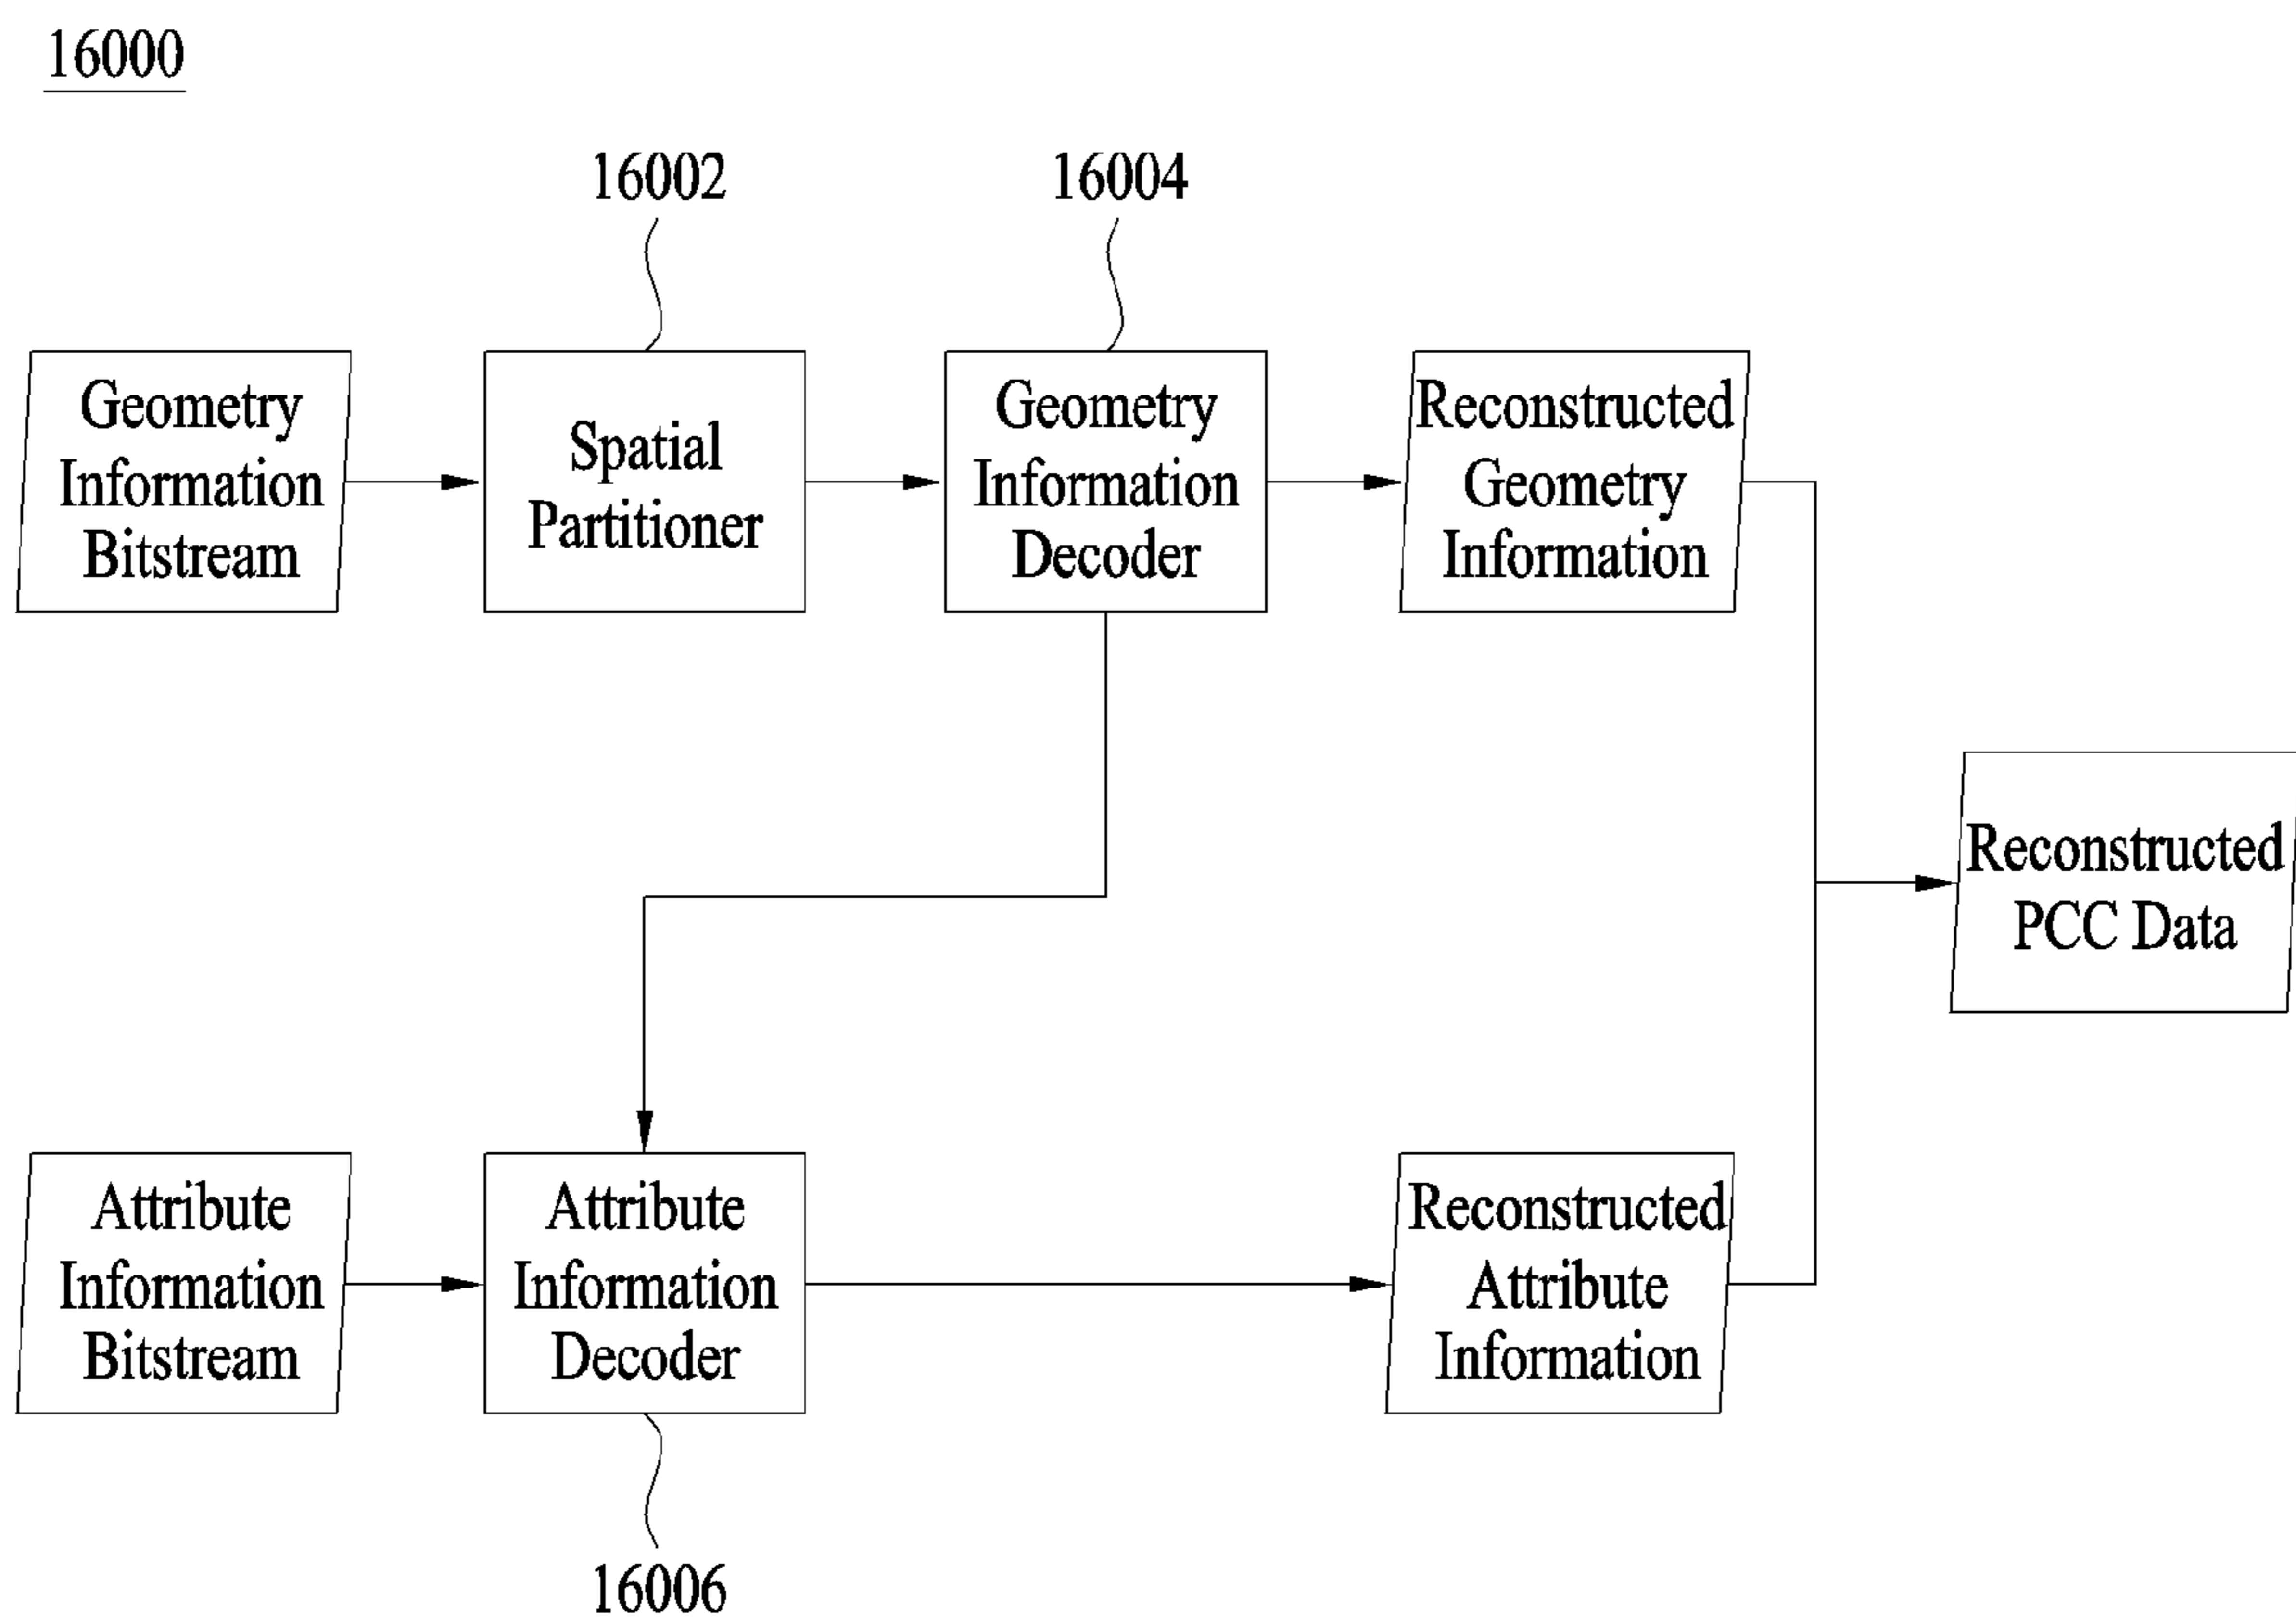 16000
16002
16004
Geometry
Information
Bitstream
Spatial
Partitioner
Geometry
Information
Decoder
Reconstructed
Geometry
Information
Reconstructed
PCC Data
Attribute
Information
Bitstream
Attribute
Information
Decoder
Reconstructed
Attribute
Information
16006